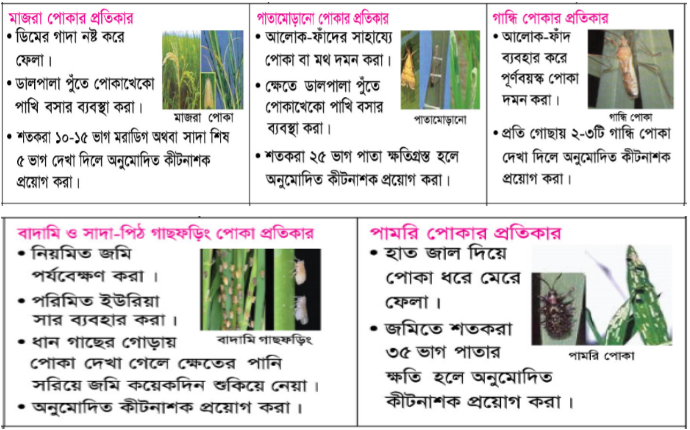 মাজরা পোকার প্রতিকার
• ডিমের গাদা নষ্ট করে
ফেলা।
• ডালপালা পুঁতে পোকাখেকো
পাখি বসার ব্যবস্থা করা।
মাজরা পোকা
• শতকরা ১০-১৫ ভাগ মরাডিগ অথবা সাদা শিষ
৫ ভাগ দেখা দিলে অনুমোদিত কীটনাশক
প্রয়োগ করা।
পাতামোড়ানো পোকার প্রতিকার
• আলোক-ফাঁদের সাহায্যে
পোকা বা মথ দমন করা।
• ক্ষেতে ডালপালা পুঁতে
পোকাখেকো পাখি বসার
ব্যবস্থা করা।
পাতামোড়ানো
• শতকরা ২৫ ভাগ পাতা ক্ষতিগ্রস্ত হলে
অনুমোদিত কীটনাশক প্রয়োগ করা।
গান্ধি পোকার প্রতিকার
• আলোক-ফাঁদ
ব্যবহার করে
পূর্ণবয়স্ক পোকা
দমন করা।
গান্ধি পোকা
• প্রতি গোছায় ২-৩টি গান্ধি পোকা
দেখা দিলে অনুমোদিত কীটনাশক
প্রয়োগ করা।
বাদামি ও সাদা-পিঠ গাছফড়িং পোকা প্রতিকার
• নিয়মিত জমি
পর্যবেক্ষণ করা।
• পরিমিত ইউরিয়া
সার ব্যবহার করা।
• ধান গাছের গোড়ায়
বাদামি গাছফড়িং
পোকা দেখা গেলে ক্ষেতের পানি
সরিয়ে জমি কয়েকদিন শুকিয়ে নেয়া।
• অনুমোদিত কীটনাশক প্রয়োগ করা।
পামরি পোকার প্রতিকার
• হাত জাল দিয়ে
পোকা ধরে মেরে
ফেলা।
• জমিতে শতকরা
৩৫ ভাগ পাতার
পামরি পোকা
ক্ষতি হলে অনুমোদিত
কীটনাশক প্রয়োগ করা।